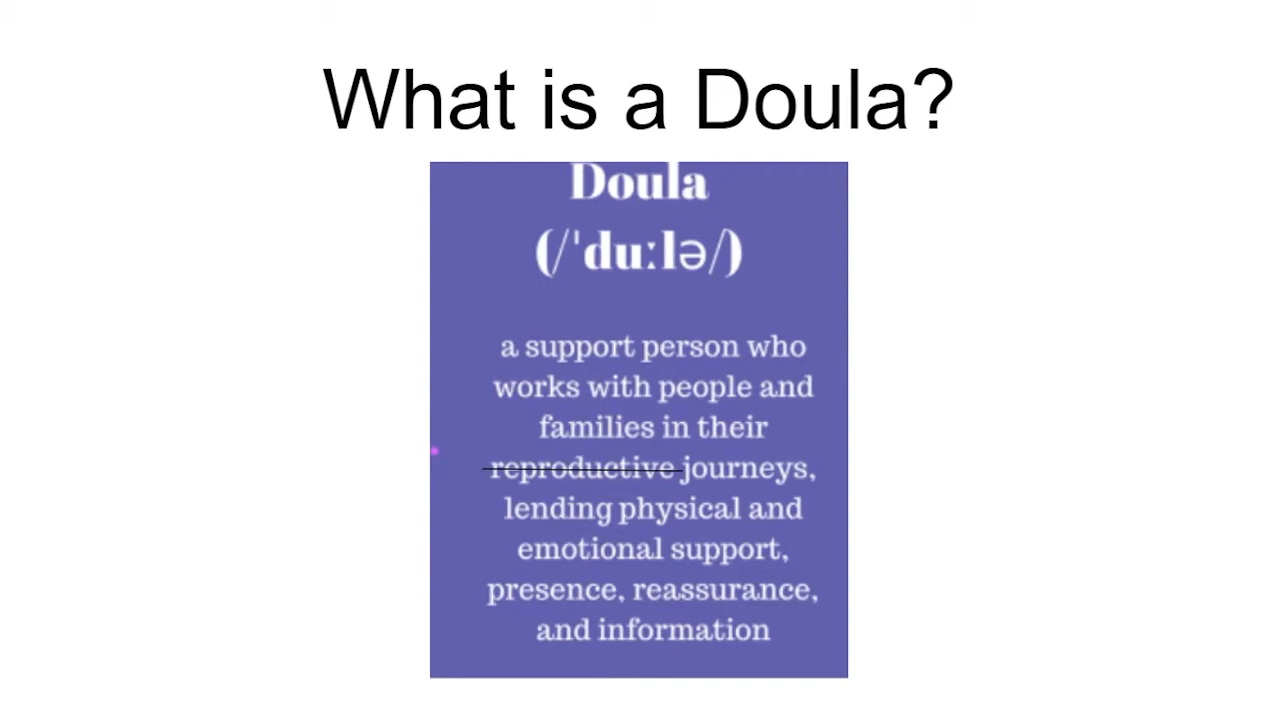 What is a Doula?
Doula
(/ˈduːlə/)
a support person who
works with people and
families in their
reproductive journeys,
lending physical and
emotional support,
presence, reassurance,
and information